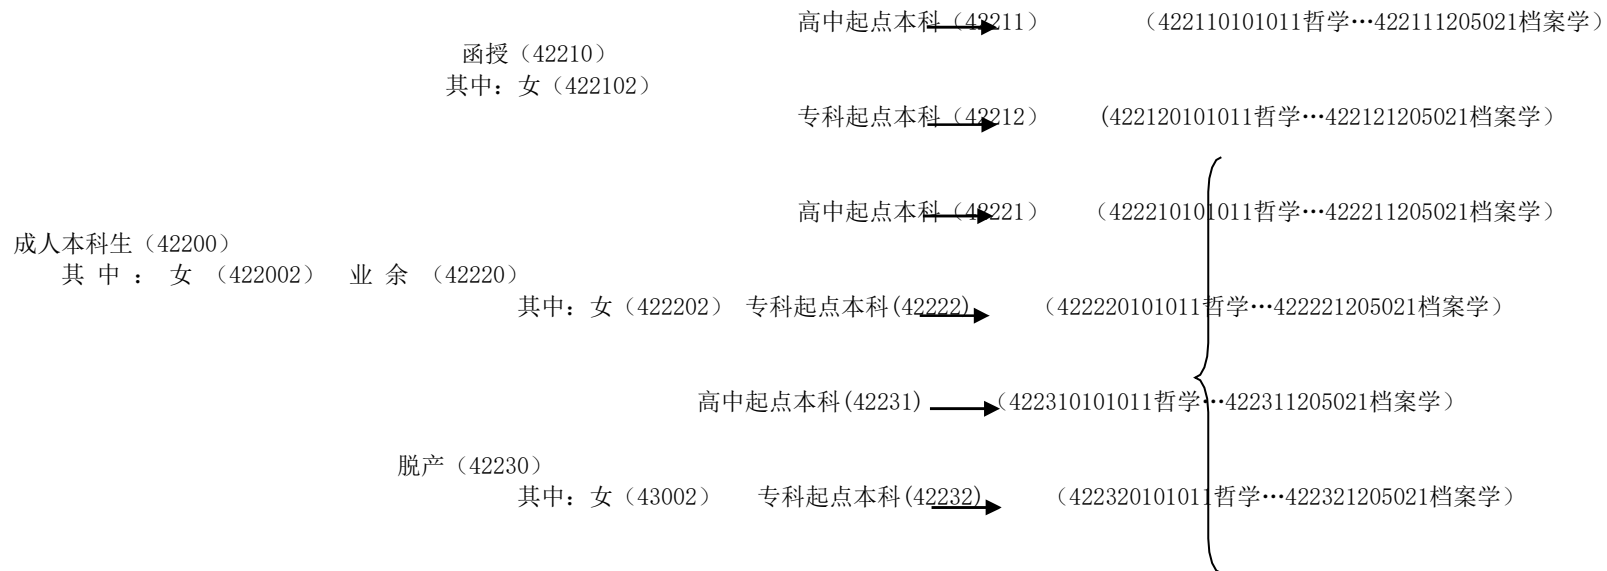 高中起点本科（42211） （422110101011哲学…422111205021档案学）
函授（42210）
其中：女（422102）
专科起点本科（42212） (422120101011哲学…422121205021档案学）
高中起点本科（42221） （422210101011哲学…422211205021档案学）
成人本科生（42200）
其 中 ： 女 （422002） 业 余 （42220）
其中：女（422202） 专科起点本科(42222) （422220101011哲学…422221205021档案学）
高中起点本科(42231) （422310101011哲学…422311205021档案学）
脱产（42230）
其中：女（43002） 专科起点本科(42232) （422320101011哲学…422321205021档案学）